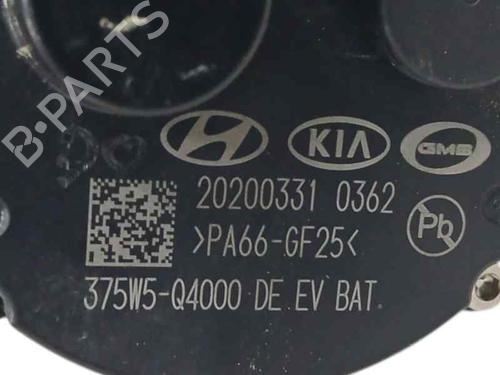 B-PARTS
KIA
GMB
20200331 0362
>PA66-GF25<
Pb
375W5-Q4000 DE EV BAT.